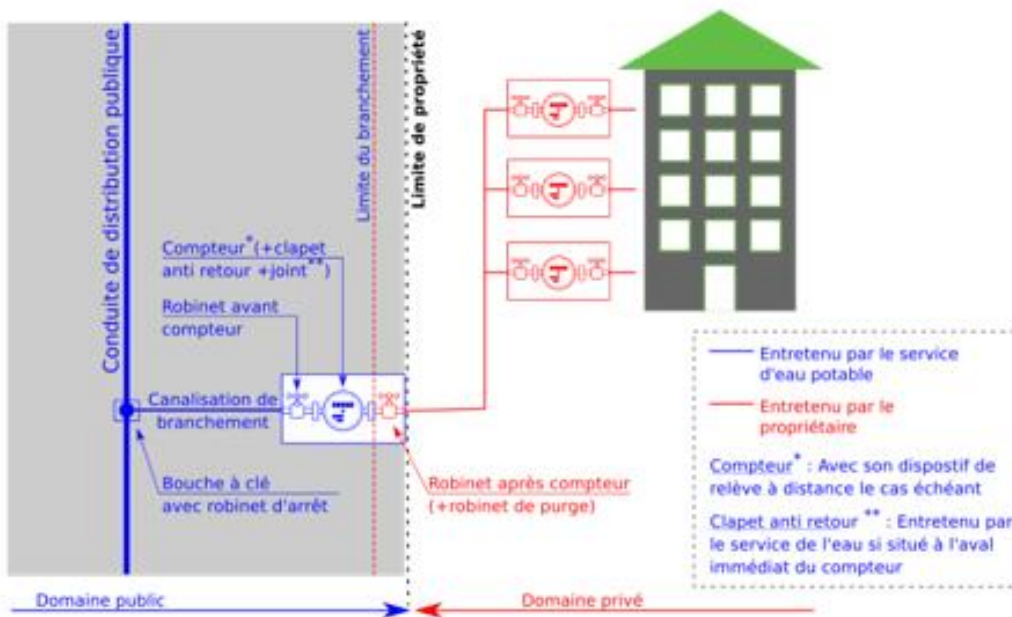 Conduite de distribution publique
Limite du branchement
Limite de propriété
Compteur*(+clapet
anti retour +joint**)
Robinet avant
compteur
Canalisation de
branchement
Bouche à clé
avec robinet d'arrêt
Robinet après compteur
(+robinet de purge)
Domaine public
Domaine privé
Entretenu par le service
d'eau potable
Entretenu par le
propriétaire
Compteur* : Avec son dispostif de
relève à distance le cas échéant
Clapet anti retour ** : Entretenu par
le service de l'eau si situé à l'aval
immédiat du compteur